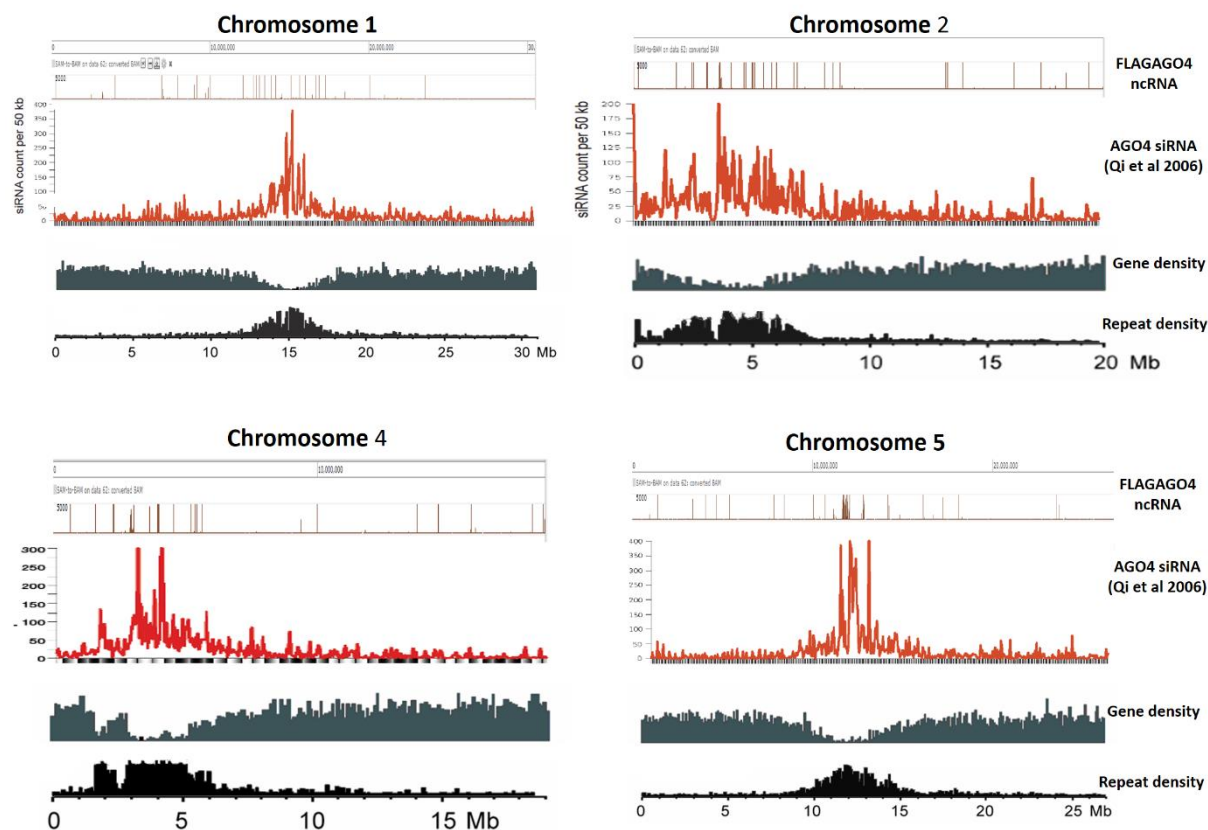 Chromosome 1
0
10,000,000
20,000,000
30,
SAM-to-BAM on data 62: converted BAM
5000
siRNA count per 50 kb
400
350
300
250
200
150
100
50
0
0 5 10 15 20 25 30 Mb
Chromosome 2
0
SAM-to-BAM on data 62: converted BAM
5000
FLAGAGO4
ncRNA
siRNA count per 50 kb
200
175
150
125
100
75
50
25
0
AGO4 siRNA
(Qi et al 2006)
Gene density
Repeat density
0 5 10 15 20
Mb
Chromosome 4
0
10,000,000
SAM-to-BAM on data 62: converted BAM
5000
300
250
200
150
100
50
0
0 5 10 15 Mb
Chromosome 5
0
10,000,000
20,000,000
SAM-to-BAM on data 62: converted BAM
5000
FLAGAGO4
ncRNA
400
350
300
250
200
150
100
50
0
AGO4 siRNA
(Qi et al 2006)
Gene density
Repeat density
0 5 10 15 20 25 Mb